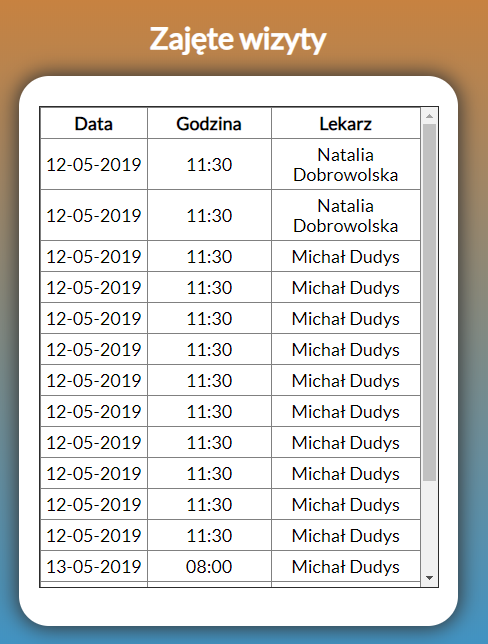 Zajęte wizyty
Data Godzina Lekarz
12-05-2019 11:30 Natalia
Dobrowolska
12-05-2019 11:30 Natalia
Dobrowolska
12-05-2019 11:30 Michał Dudys
12-05-2019 11:30 Michał Dudys
12-05-2019 11:30 Michał Dudys
12-05-2019 11:30 Michał Dudys
12-05-2019 11:30 Michał Dudys
12-05-2019 11:30 Michał Dudys
12-05-2019 11:30 Michał Dudys
12-05-2019 11:30 Michał Dudys
12-05-2019 11:30 Michał Dudys
12-05-2019 11:30 Michał Dudys
13-05-2019 08:00 Michał Dudys